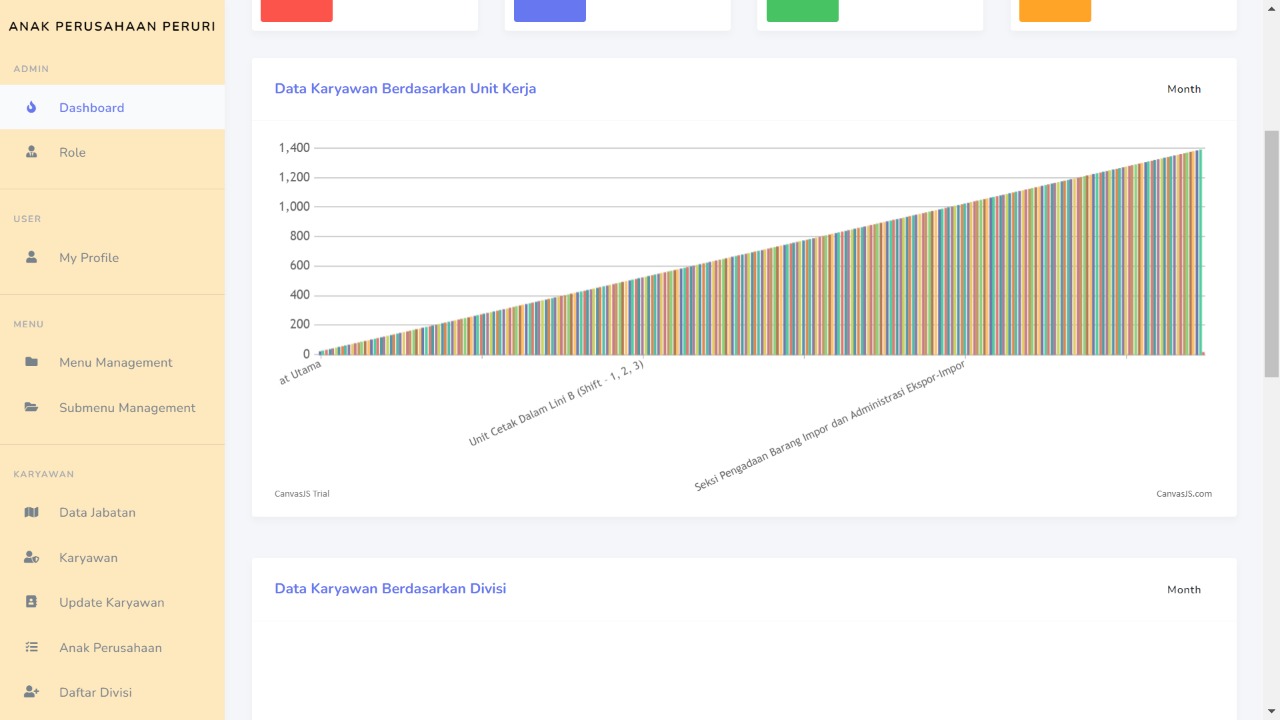 ANAK PERUSAHAAN PERURI
ADMIN
Dashboard
Role
USER
My Profile
MENU
Menu Management
Submenu Management
KARYAWAN
Data Jabatan
Karyawan
Update Karyawan
Anak Perusahaan
Daftar Divisi
Data Karyawan Berdasarkan Unit Kerja
Month
1,400
1,200
1,000
800
600
400
200
0
at Utama
Unit Cetak Dalam Lini B (Shift - 1, 2, 3)
Seksi Pengadaan Barang Impor dan Administrasi Ekspor-Impor
CanvasJS Trial
CanvasJS.com
Data Karyawan Berdasarkan Divisi
Month